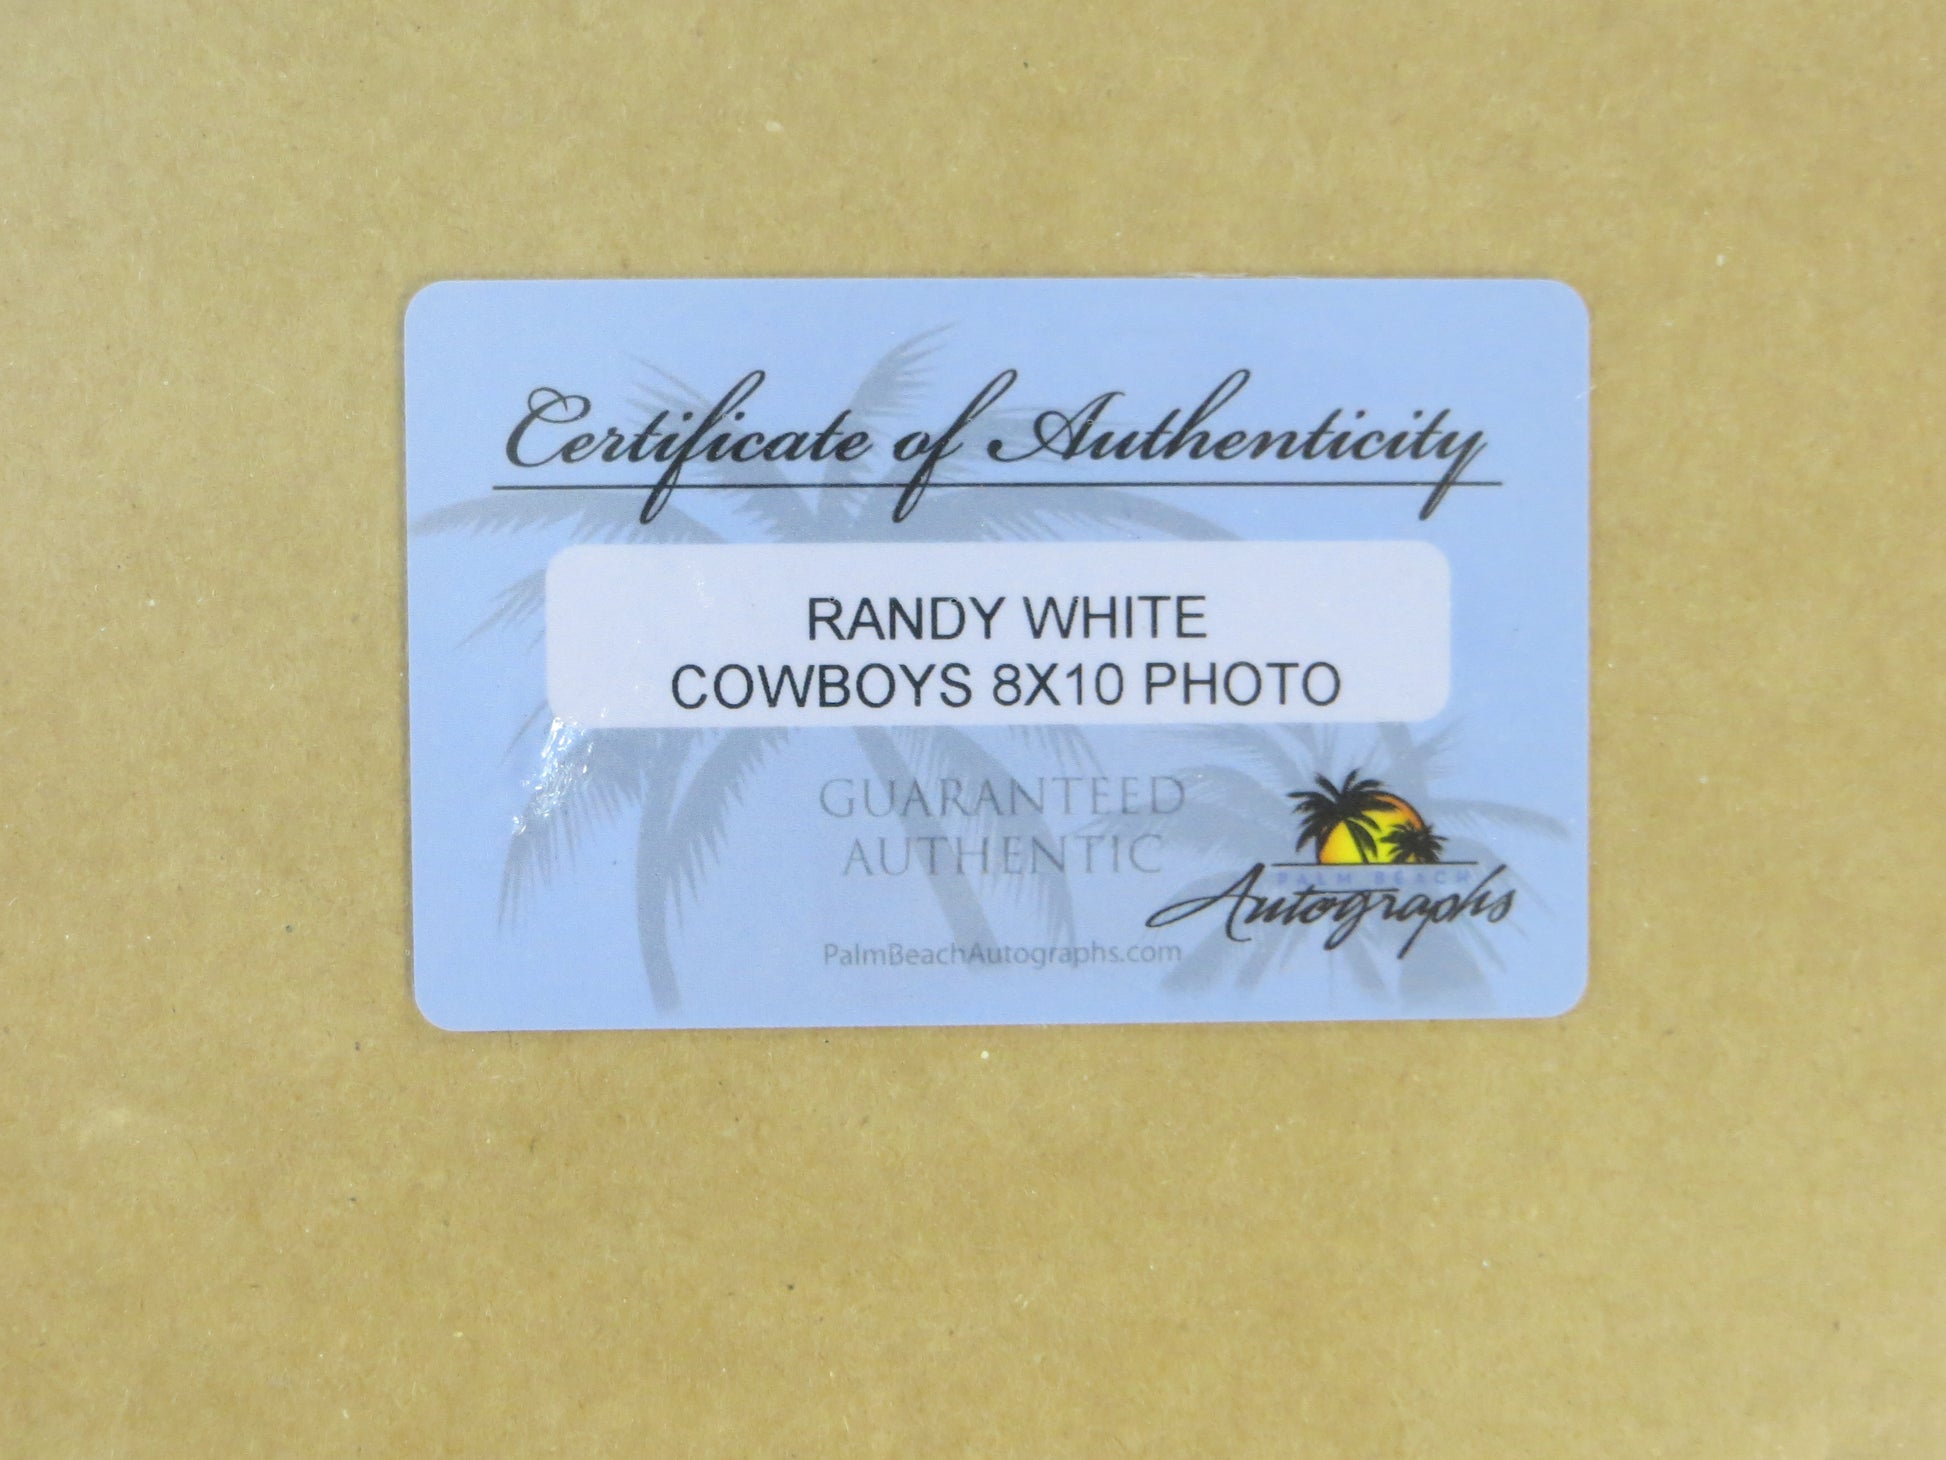 Certificate of Authenticity
RANDY WHITE
COWBOYS 8X10 PHOTO
GUARANTEED
AUTHENTIC
PALM BEACH
Autographs
PalmBeachAutographs.com